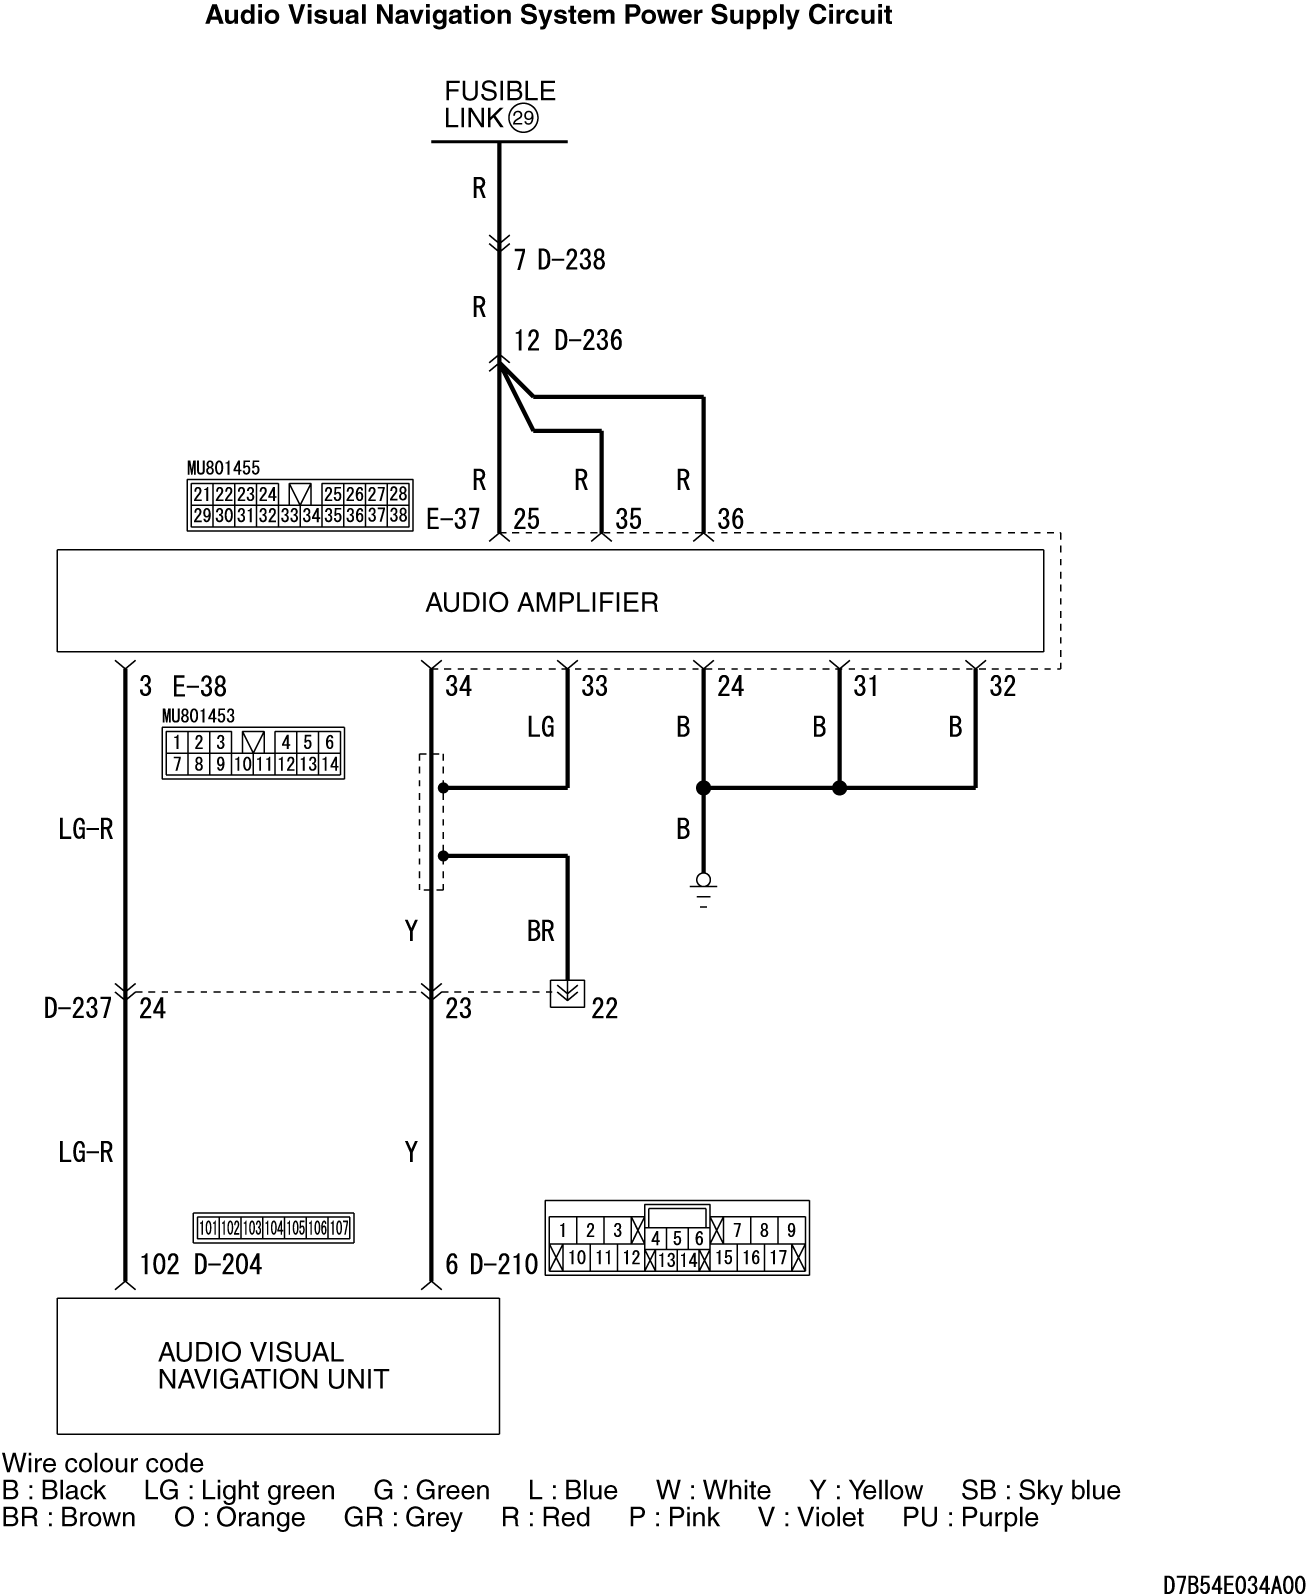 Audio Visual Navigation System Power Supply Circuit
FUSIBLE
LINK 29
R
7 D-238
R
12 D-236
MU801455
21 22 23 24 25 26 27 28
29 30 31 32 33 34 35 36 37 38
R R R
E-37 25 35 36
AUDIO AMPLIFIER
3 E-38 34 33 24 31 32
MU801453
1 2 3 4 5 6
7 8 9 10 11 12 13 14
LG B B B
LG-R B
Y BR
D-237 24 23 22
LG-R Y
101 102 103 104 105 106 107
102 D-204
6 D-210
1 2 3 4 5 6 7 8 9
10 11 12 13 14 15 16 17
AUDIO VISUAL
NAVIGATION UNIT
Wire colour code
B : Black LG : Light green G : Green L : Blue W : White Y : Yellow SB : Sky blue
BR : Brown O : Orange GR : Grey R : Red P : Pink V : Violet PU : Purple
D7B54E034A00